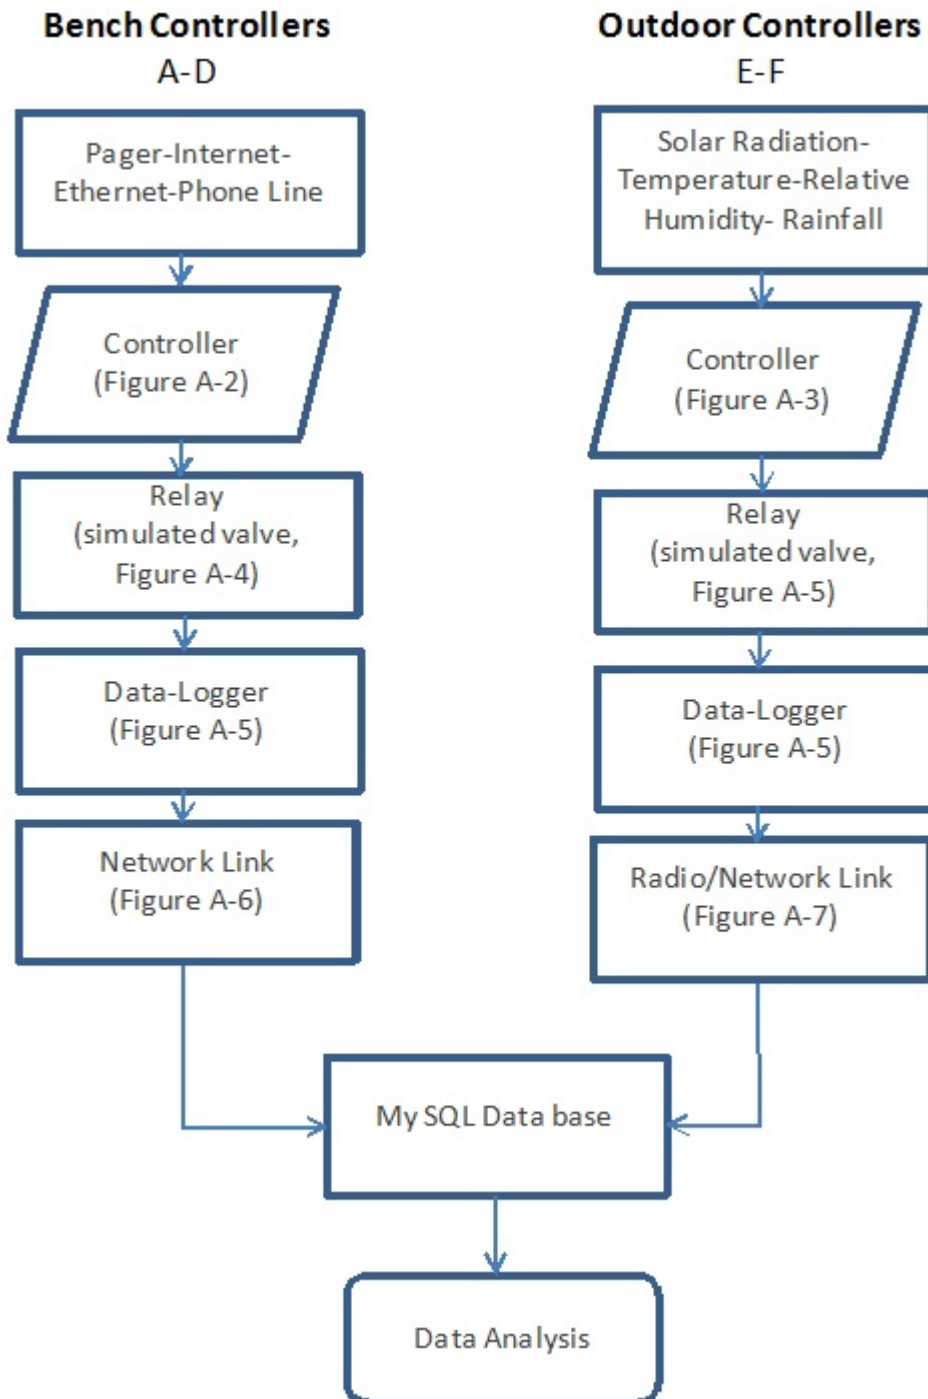 Bench Controllers
A-D
Pager-Internet-
Ethernet-Phone Line
Controller
(Figure A-2)
Relay
(simulated valve,
Figure A-4)
Data-Logger
(Figure A-5)
Network Link
(Figure A-6)
Outdoor Controllers
E-F
Solar Radiation-
Temperature-Relative
Humidity- Rainfall
Controller
(Figure A-3)
Relay
(simulated valve,
Figure A-5)
Data-Logger
(Figure A-5)
Radio/Network Link
(Figure A-7)
My SQL Data base
Data Analysis